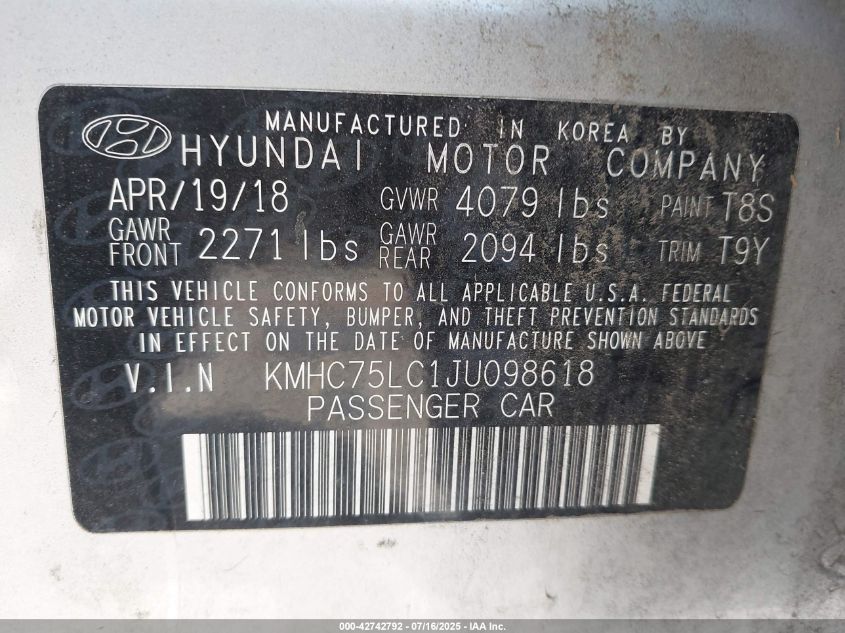 MANUFACTURED IN KOREA BY
HYUNDAI MOTOR COMPANY
APR/19/18 GVWR 4079 lbs PAINT T8S
GAWR FRONT 2271 lbs GAWR REAR 2094 lbs TRIM T9Y
THIS VEHICLE CONFORMS TO ALL APPLICABLE U.S.A. FEDERAL
MOTOR VEHICLE SAFETY, BUMPER, AND THEFT PREVENTION STANDARDS
IN EFFECT ON THE DATE OF MANUFACTURE SHOWN ABOVE
V.I.N KMHC75LC1JU098618
PASSENGER CAR
000-42742792 - 07/16/2025 - IAA Inc.